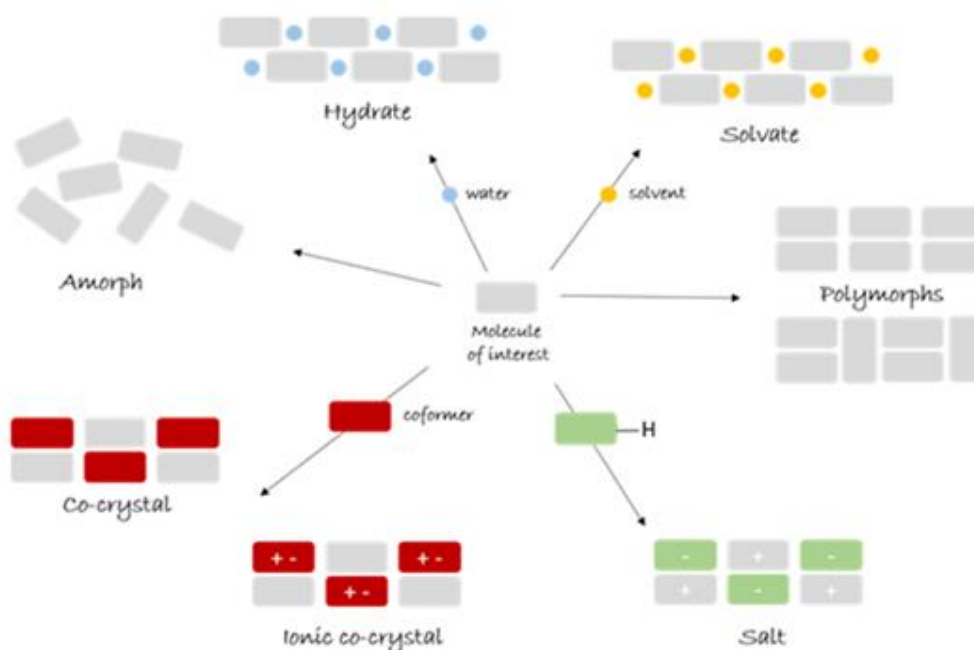 Hydrate
Solvate
water
solvent
Amorph
Polymorphs
Molecule
of interest
coformer
H
Co-crystal
+ -
+ -
+ -
Ionic co-crystal
- + -
+ - +
Salt